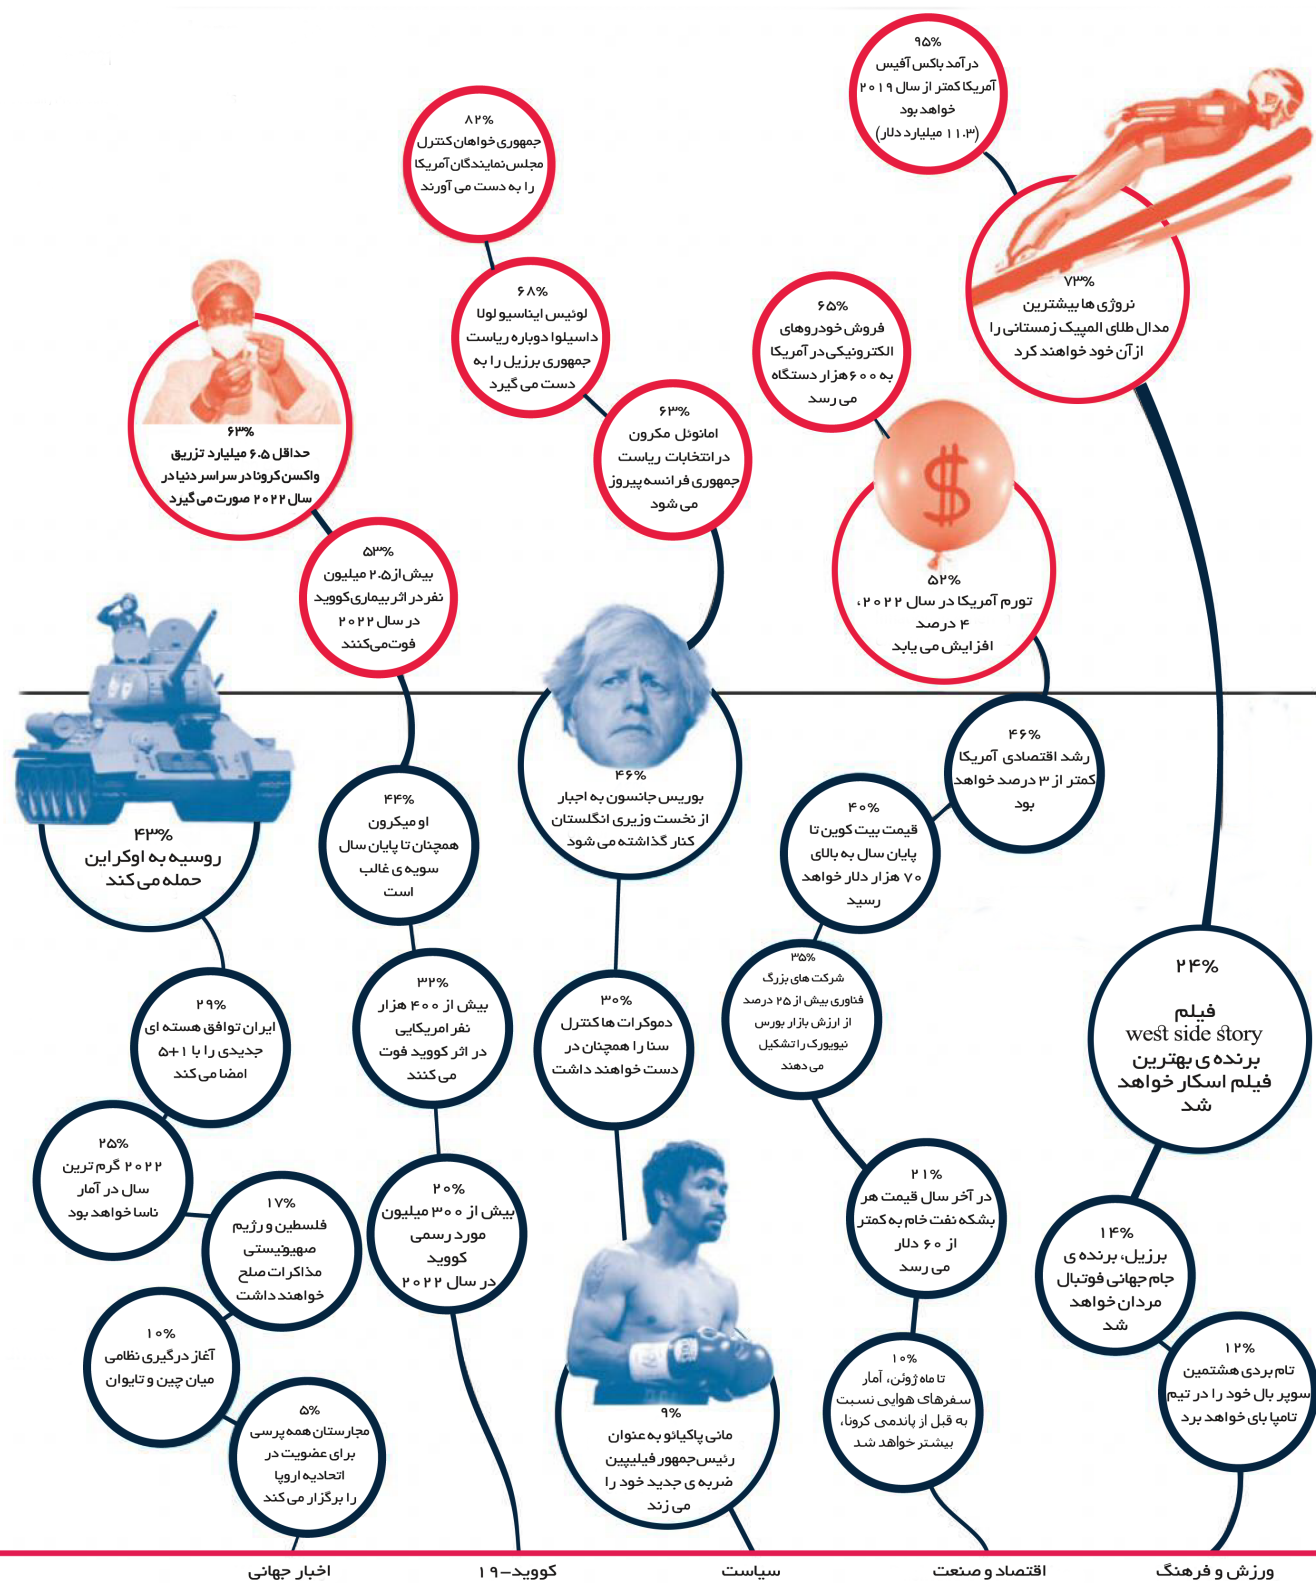 ۹۵%
درآمد باکس آفیس
آمریکا کمتر از سال ۲۰۱۹
خواهد بود
(۱۱.۳ میلیارد دلار)
۷۳%
نروژی ها بیشترین
مدال طلای المپیک زمستانی را
از آن خود خواهند کرد
۲۴%
فیلم
west side story
برنده ی بهترین
فیلم اسکار خواهد
شد
۱۴%
برزیل، برنده ی
جام جهانی فوتبال
مردان خواهد
شد
۱۲%
تام بردی هشتمین
سوپر بال خود را در تیم
تامپا بای خواهد برد
ورزش و فرهنگ
۶۵%
فروش خودروهای
الکترونیکی در آمریکا
به ۶۰۰ هزار دستگاه
می رسد
$
۵۲%
تورم آمریکا در سال ۲۰۲۲،
۴ درصد
افزایش می یابد
۴۶%
رشد اقتصادی آمریکا
کمتر از ۳ درصد خواهد
بود
۴۰%
قیمت بیت کوین تا
پایان سال به بالای
۷۰ هزار دلار خواهد
رسید
۳۵%
شرکت های بزرگ
فناوری بیش از ۲۵ درصد
از ارزش بازار بورس
نیویورک را تشکیل
می دهند
۲۱%
در آخر سال قیمت هر
بشکه نفت خام به کمتر
از ۶۰ دلار
می رسد
۱۰%
تا ماه ژوئن، آمار
سفرهای هوایی نسبت
به قبل از پاندمی کرونا،
بیشتر خواهد شد
اقتصاد و صنعت
۸۲%
جمهوری خواهان کنترل
مجلس نمایندگان آمریکا
را به دست می آورند
۶۸%
لوئیس ایناسیو لولا
داسیلوا دوباره ریاست
جمهوری برزیل را به
دست می گیرد
۶۳%
امانوئل مکرون
در انتخابات ریاست
جمهوری فرانسه پیروز
می شود
۴۶%
بوریس جانسون به اجبار
از نخست وزیری انگلستان
کنار گذاشته می شود
۳۰%
دموکرات ها کنترل
سنا را همچنان در
دست خواهند داشت
۹%
مانی پاکیائو به عنوان
رئیس جمهور فیلیپین
ضربه ی جدید خود را
می زند
سیاست
۶۳%
حداقل ۶.۵ میلیارد تزریق
واکسن کرونا در سراسر دنیا در
سال ۲۰۲۲ صورت می گیرد
۵۳%
بیش از ۲.۵ میلیون
نفر در اثر بیماری کووید
در سال ۲۰۲۲
فوت می‌کنند
۴۴%
او میکرون
همچنان تا پایان سال
سویه ی غالب
است
۳۲%
بیش از ۴۰۰ هزار
نفر امریکایی
در اثر کووید فوت
می کنند
۲۰%
بیش از ۳۰۰ میلیون
مورد رسمی
کووید
در سال ۲۰۲۲
کووید-۱۹
۴۳%
روسیه به اوکراین
حمله می کند
۲۹%
ایران توافق هسته ای
جدیدی را با ۱+۵
امضا می کند
۲۵%
۲۰۲۲ گرم ترین
سال در آمار
ناسا خواهد بود
۱۷%
فلسطین و رژیم
صهیونیستی
مذاکرات صلح
خواهند داشت
۱۰%
آغاز درگیری نظامی
میان چین و تایوان
۵%
مجارستان همه پرسی
برای عضویت در
اتحادیه اروپا
را برگزار می کند
اخبار جهانی